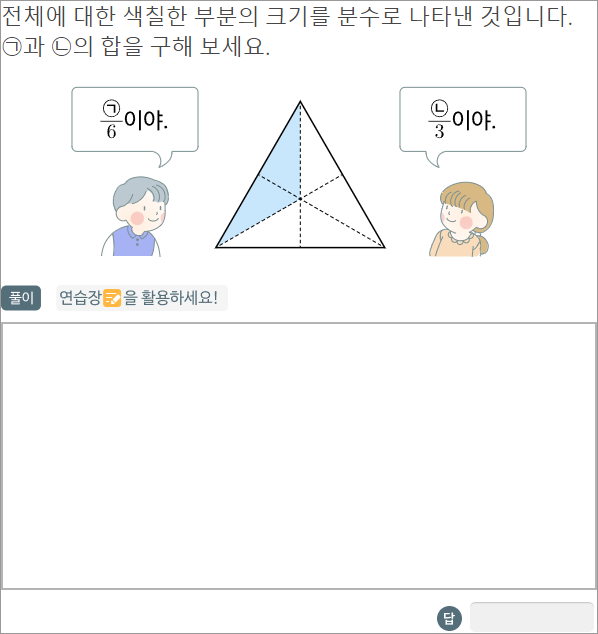 전체에 대한 색칠한 부분의 크기를 분수로 나타낸 것입니다.
㉠과 ㉡의 합을 구해 보세요.
㉠/6이야.
㉡/3이야.
풀이 연습장을 활용하세요!
답